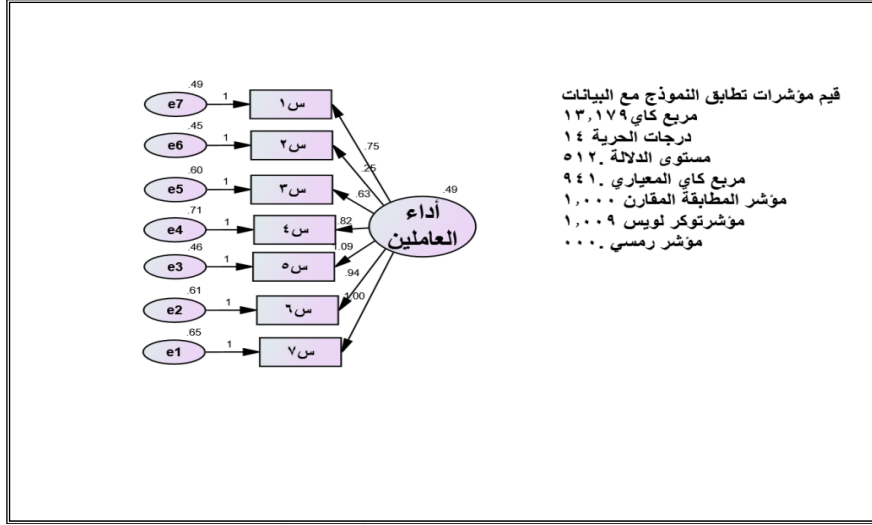 قيم مؤشرات تطابق النموذج مع البيانات
مربع كاي ١٣,١٧٩
درجات الحرية ١٤
مستوى الدلالة .٥١٢
مربع كاي المعياري .٩٤١
مؤشر المطابقة المقارن ١,٠٠٠
مؤشرتوكر لويس ١,٠٠٩
مؤشر رمسي .٠٠٠
.49
e7
1
س١
.75
.45
e6
1
س٢
.25
.60
e5
1
س٣
.63
.49
أداء
العاملين
.71
e4
1
س٤
.82
.46
e3
1
س٥
1.09
.61
e2
1
س٦
.94
.65
e1
1
س٧
1.00